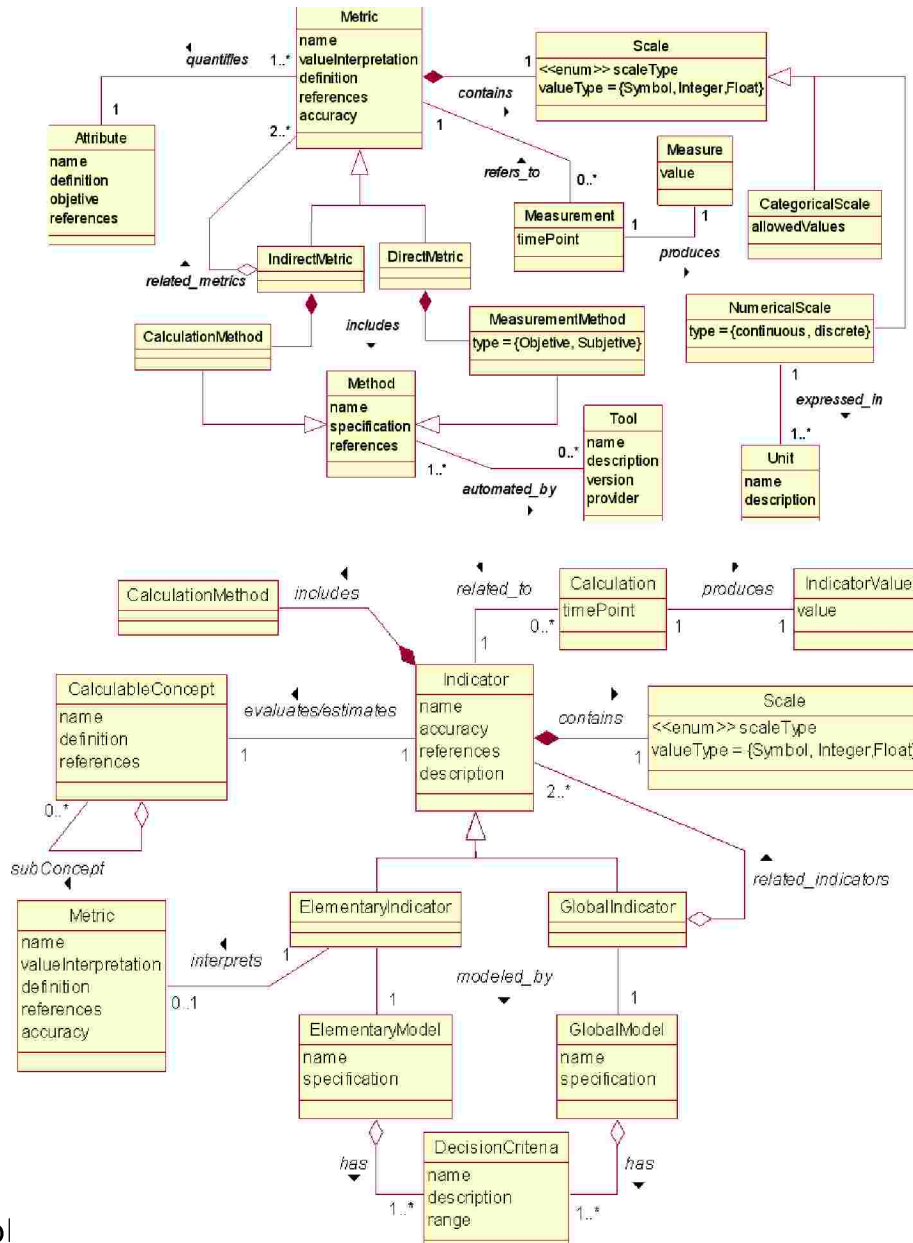 Metric
name
valueInterpretation
definition
references
accuracy
quantifies
1..*
1
Attribute
name
definition
objetive
references
2..*
related_metrics
1
contains
Scale
<<enum>> scaleType
valueType = {Symbol, Integer,Float}
1
refers_to
0..*
Measure
value
Measurement
timePoint
1
1
produces
CategoricalScale
allowedValues
IndirectMetric
DirectMetric
CalculationMethod
includes
MeasurementMethod
type = {Objetive, Subjetive}
NumericalScale
type = {continuous, discrete}
1
expressed_in
1..*
Unit
name
description
Method
name
specification
references
1..*
automated_by
0..*
Tool
name
description
version
provider
CalculationMethod
includes
related_to
Calculation
timePoint
produces
IndicatorValue
value
1
0..*
1
1
CalculableConcept
name
definition
references
evaluates/estimates
1
1
Indicator
name
accuracy
references
description
contains
1
Scale
<<enum>> scaleType
valueType = {Symbol, Integer,Float}
0..*
subConcept
2..*
related_indicators
Metric
name
valueInterpretation
definition
references
accuracy
interprets
1
0..1
ElementaryIndicator
GlobalIndicator
modeled_by
1
1
ElementaryModel
name
specification
GlobalModel
name
specification
has
1..*
DecisionCriteria
name
description
range
has
1..*